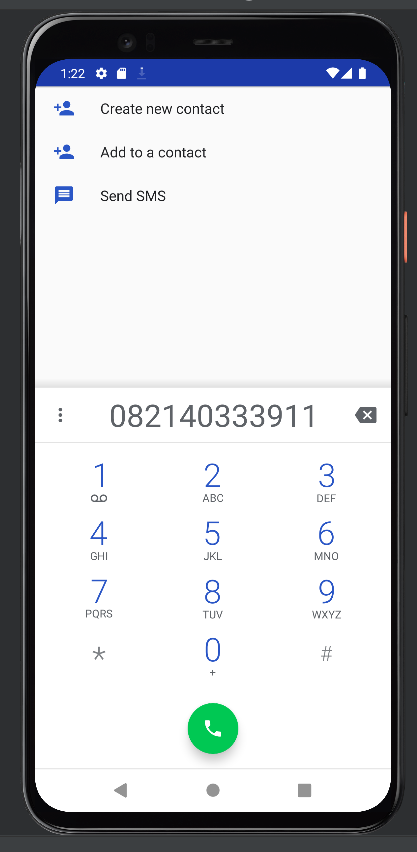 1:22
Create new contact
Add to a contact
Send SMS
082140333911
1 2 3
ABC DEF
4 5 6
GHI JKL MNO
7 8 9
PQRS TUV WXYZ
* 0 #
+